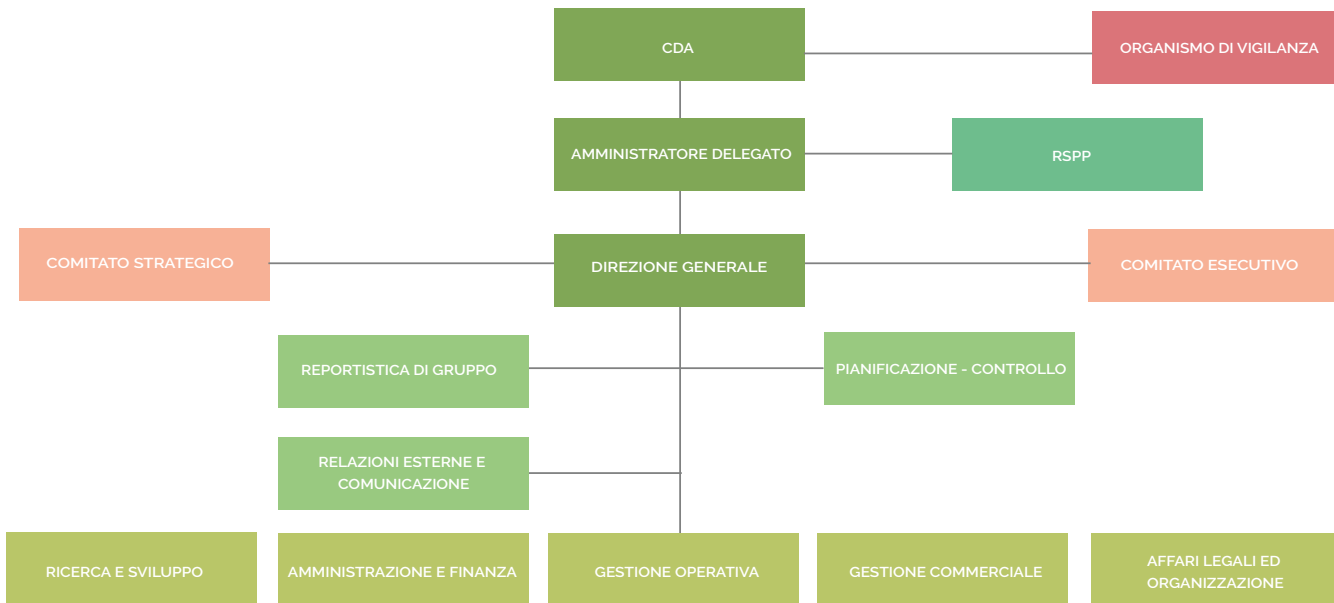 CDA
ORGANISMO DI VIGILANZA
AMMINISTRATORE DELEGATO
RSPP
COMITATO STRATEGICO
DIREZIONE GENERALE
COMITATO ESECUTIVO
REPORTISTICA DI GRUPPO
PIANIFICAZIONE - CONTROLLO
RELAZIONI ESTERNE E
COMUNICAZIONE
RICERCA E SVILUPPO
AMMINISTRAZIONE E FINANZA
GESTIONE OPERATIVA
GESTIONE COMMERCIALE
AFFARI LEGALI ED
ORGANIZZAZIONE